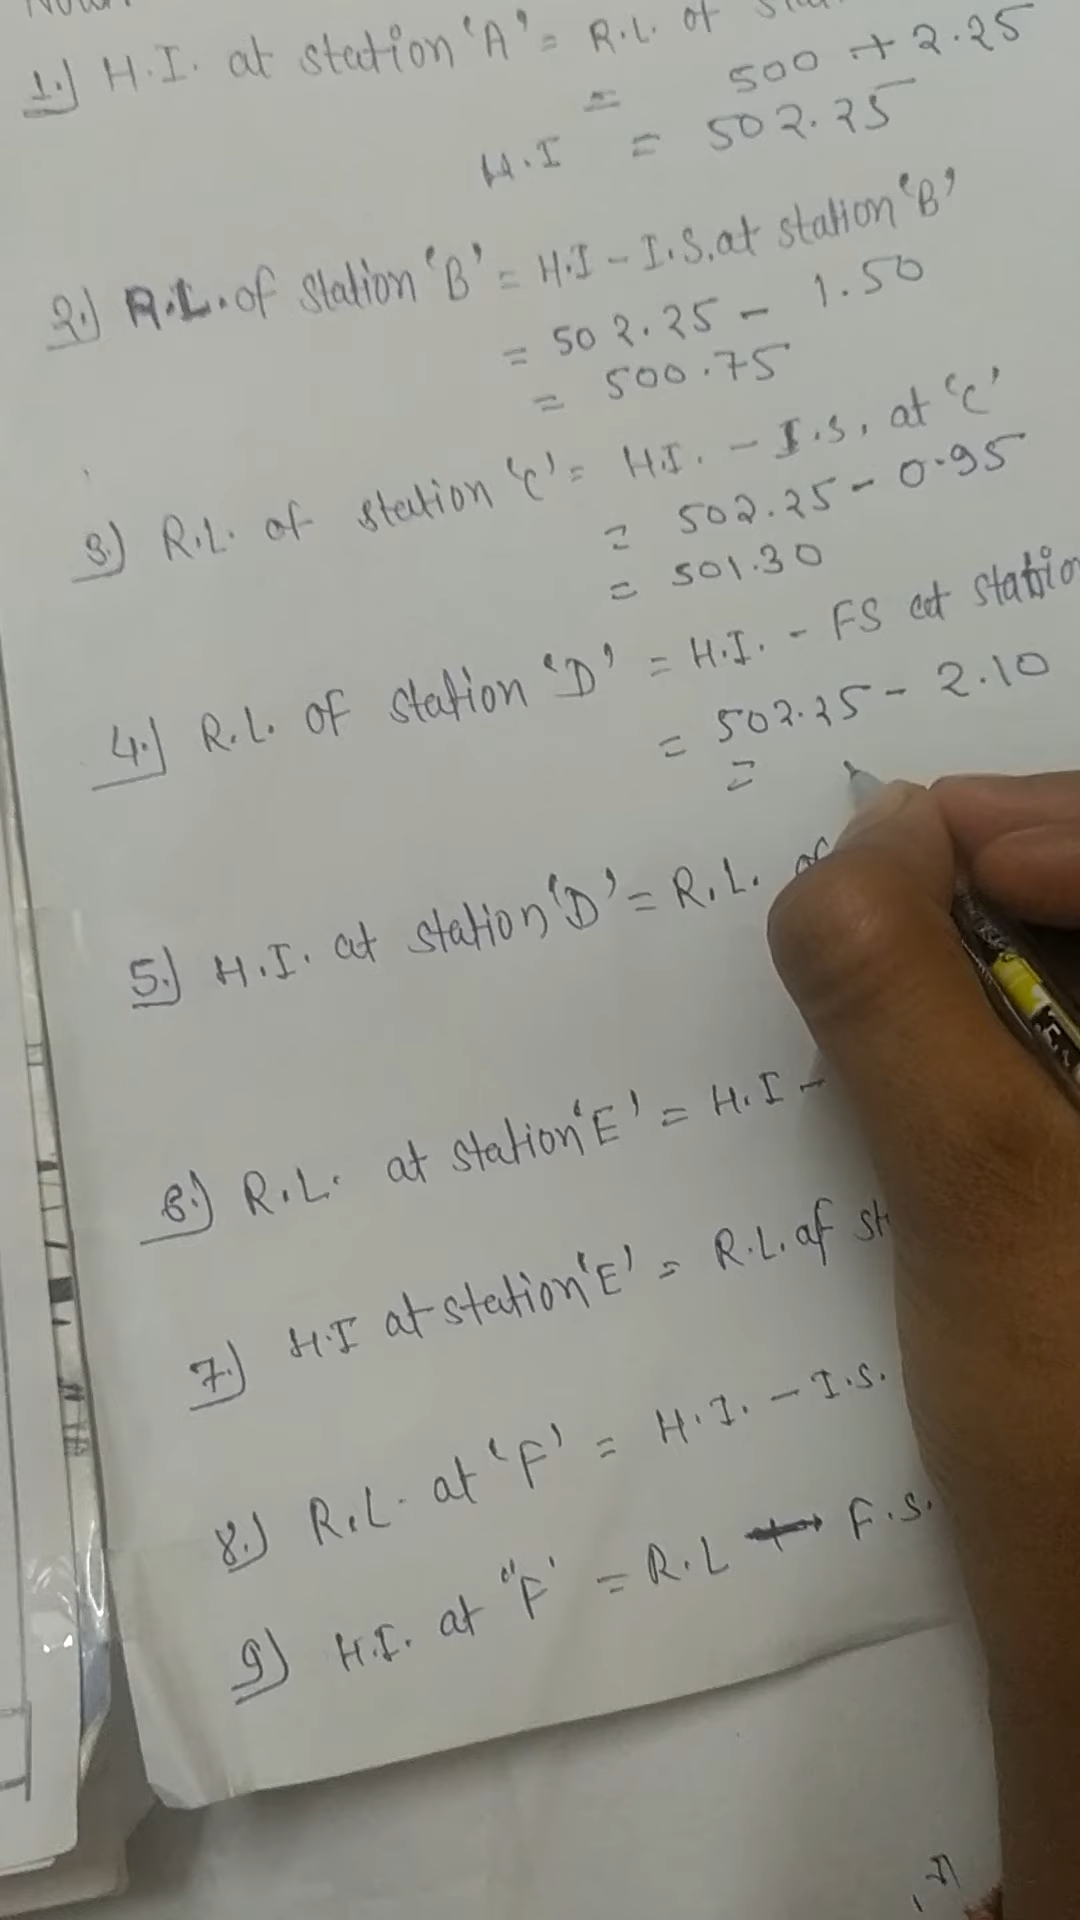 1.) H.I. at station 'A' = R.L. of
= 500 + 2.25
H.I = 502.25
2.) R.L. of station 'B' = H.I - I.S. at station 'B'
= 502.25 - 1.50
= 500.75
3.) R.L. of station 'C' = H.I. - I.S. at 'C'
= 502.25 - 0.95
= 501.30
4.) R.L. of station 'D' = H.I. - FS at station
= 502.25 - 2.10
=
5.) H.I. at station 'D' = R.L. of
6.) R.L. at station 'E' = H.I -
7.) H.I at station 'E' = R.L. of
8.) R.L. at 'F' = H.I. - I.S.
9) H.I. at "F' = R.L F.S.